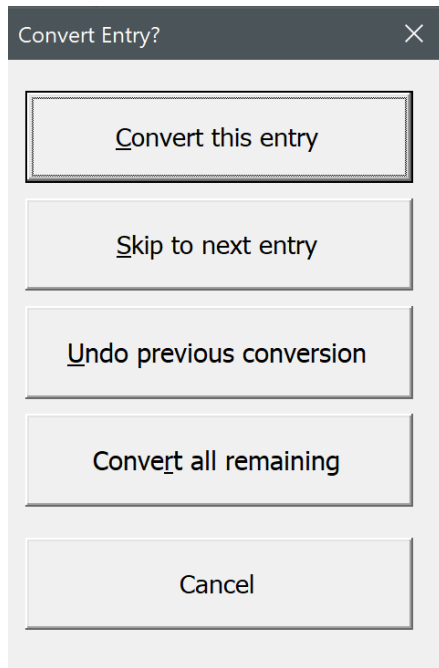 Convert Entry?
Convert this entry
Skip to next entry
Undo previous conversion
Convert all remaining
Cancel